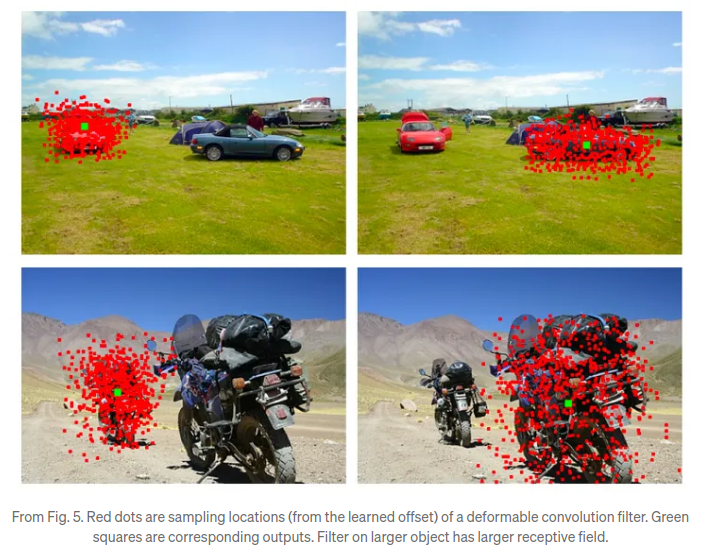 From Fig. 5. Red dots are sampling locations (from the learned offset) of a deformable convolution filter. Green
squares are corresponding outputs. Filter on larger object has larger receptive field.